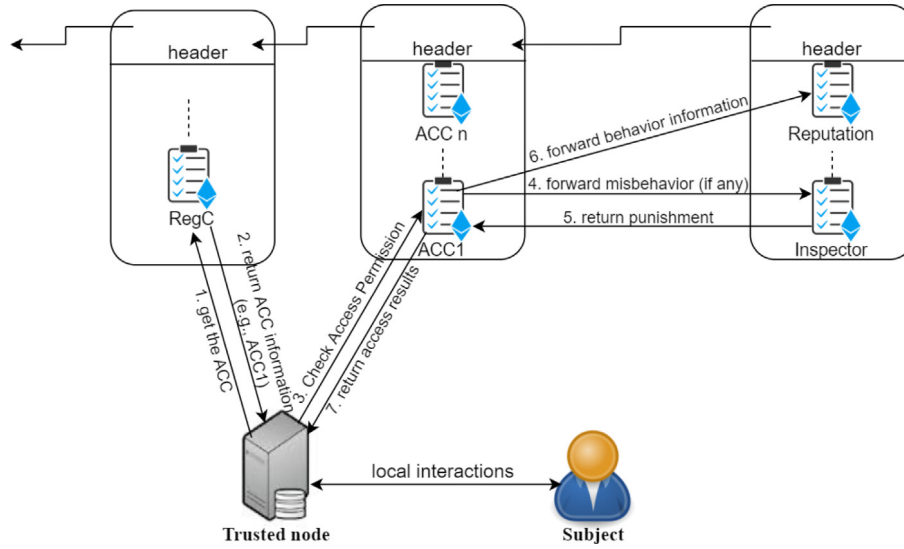 header
header
header
ACC n
Reputation
6. forward behavior information
RegC
4. forward misbehavior (if any)
5. return punishment
ACC1
Inspector
1. get the ACC
2. return ACC information
(e.g., ACC1)
3. Check Access Permission
7. return access results
local interactions
Trusted node
Subject